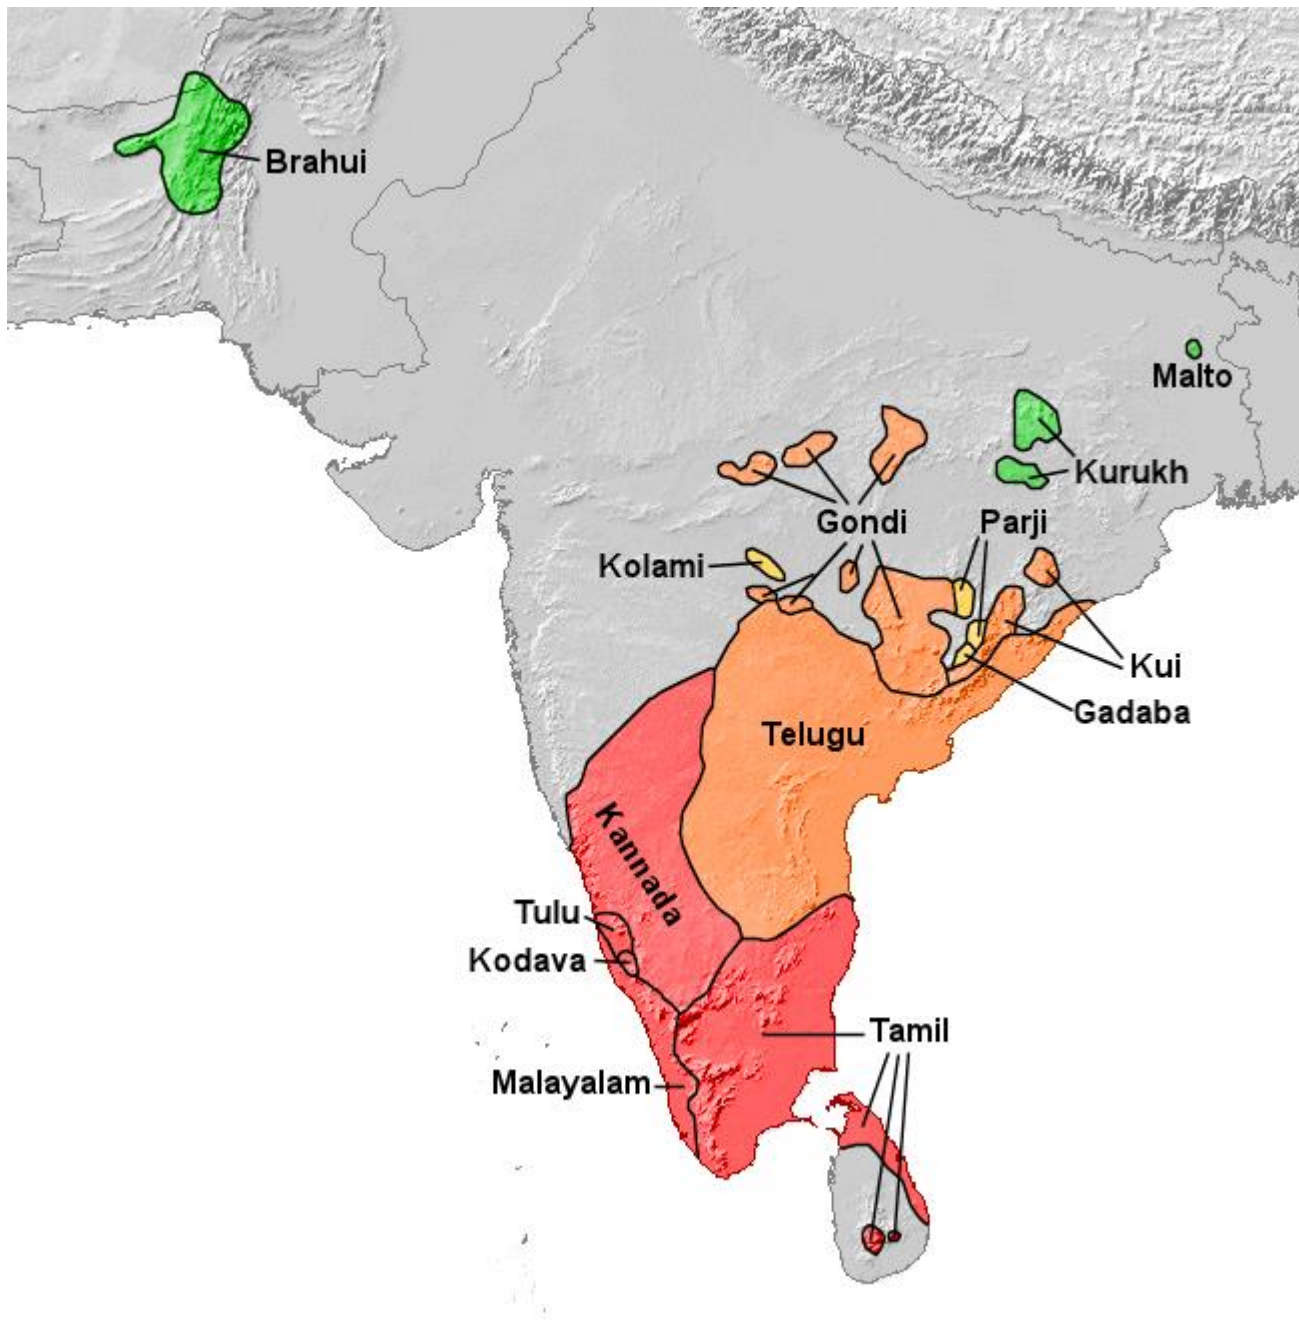 Brahui
Malto
Kurukh
Gondi
Parji
Kolami
Kui
Gadaba
Telugu
Kannada
Tulu
Kodava
Tamil
Malayalam